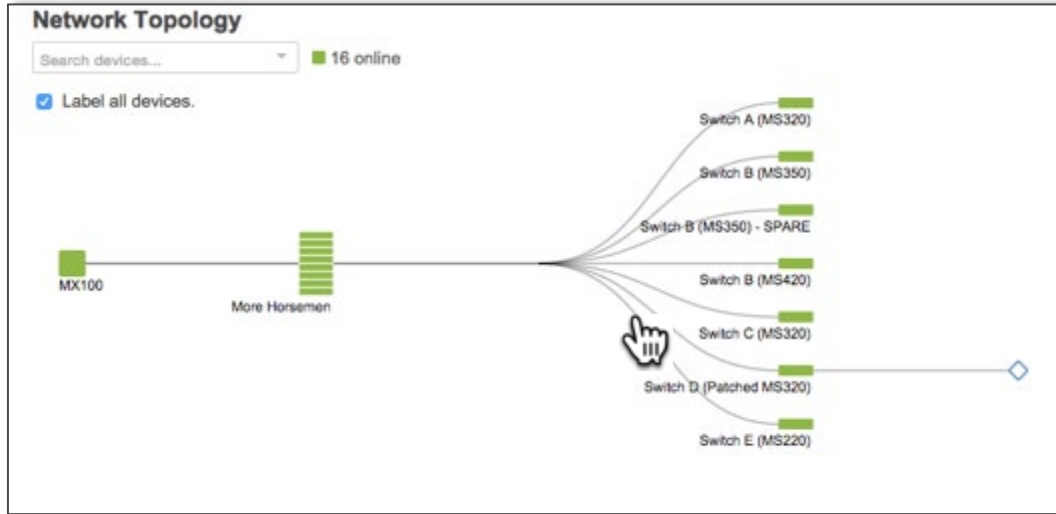 Network Topology
Search devices...
16 online
Label all devices.
Switch A (MS320)
Switch B (MS350)
Switch B (MS350) - SPARE
MX100
More Horsemen
Switch B (MS420)
Switch C (MS320)
Switch D (Patched MS320)
Switch E (MS220)